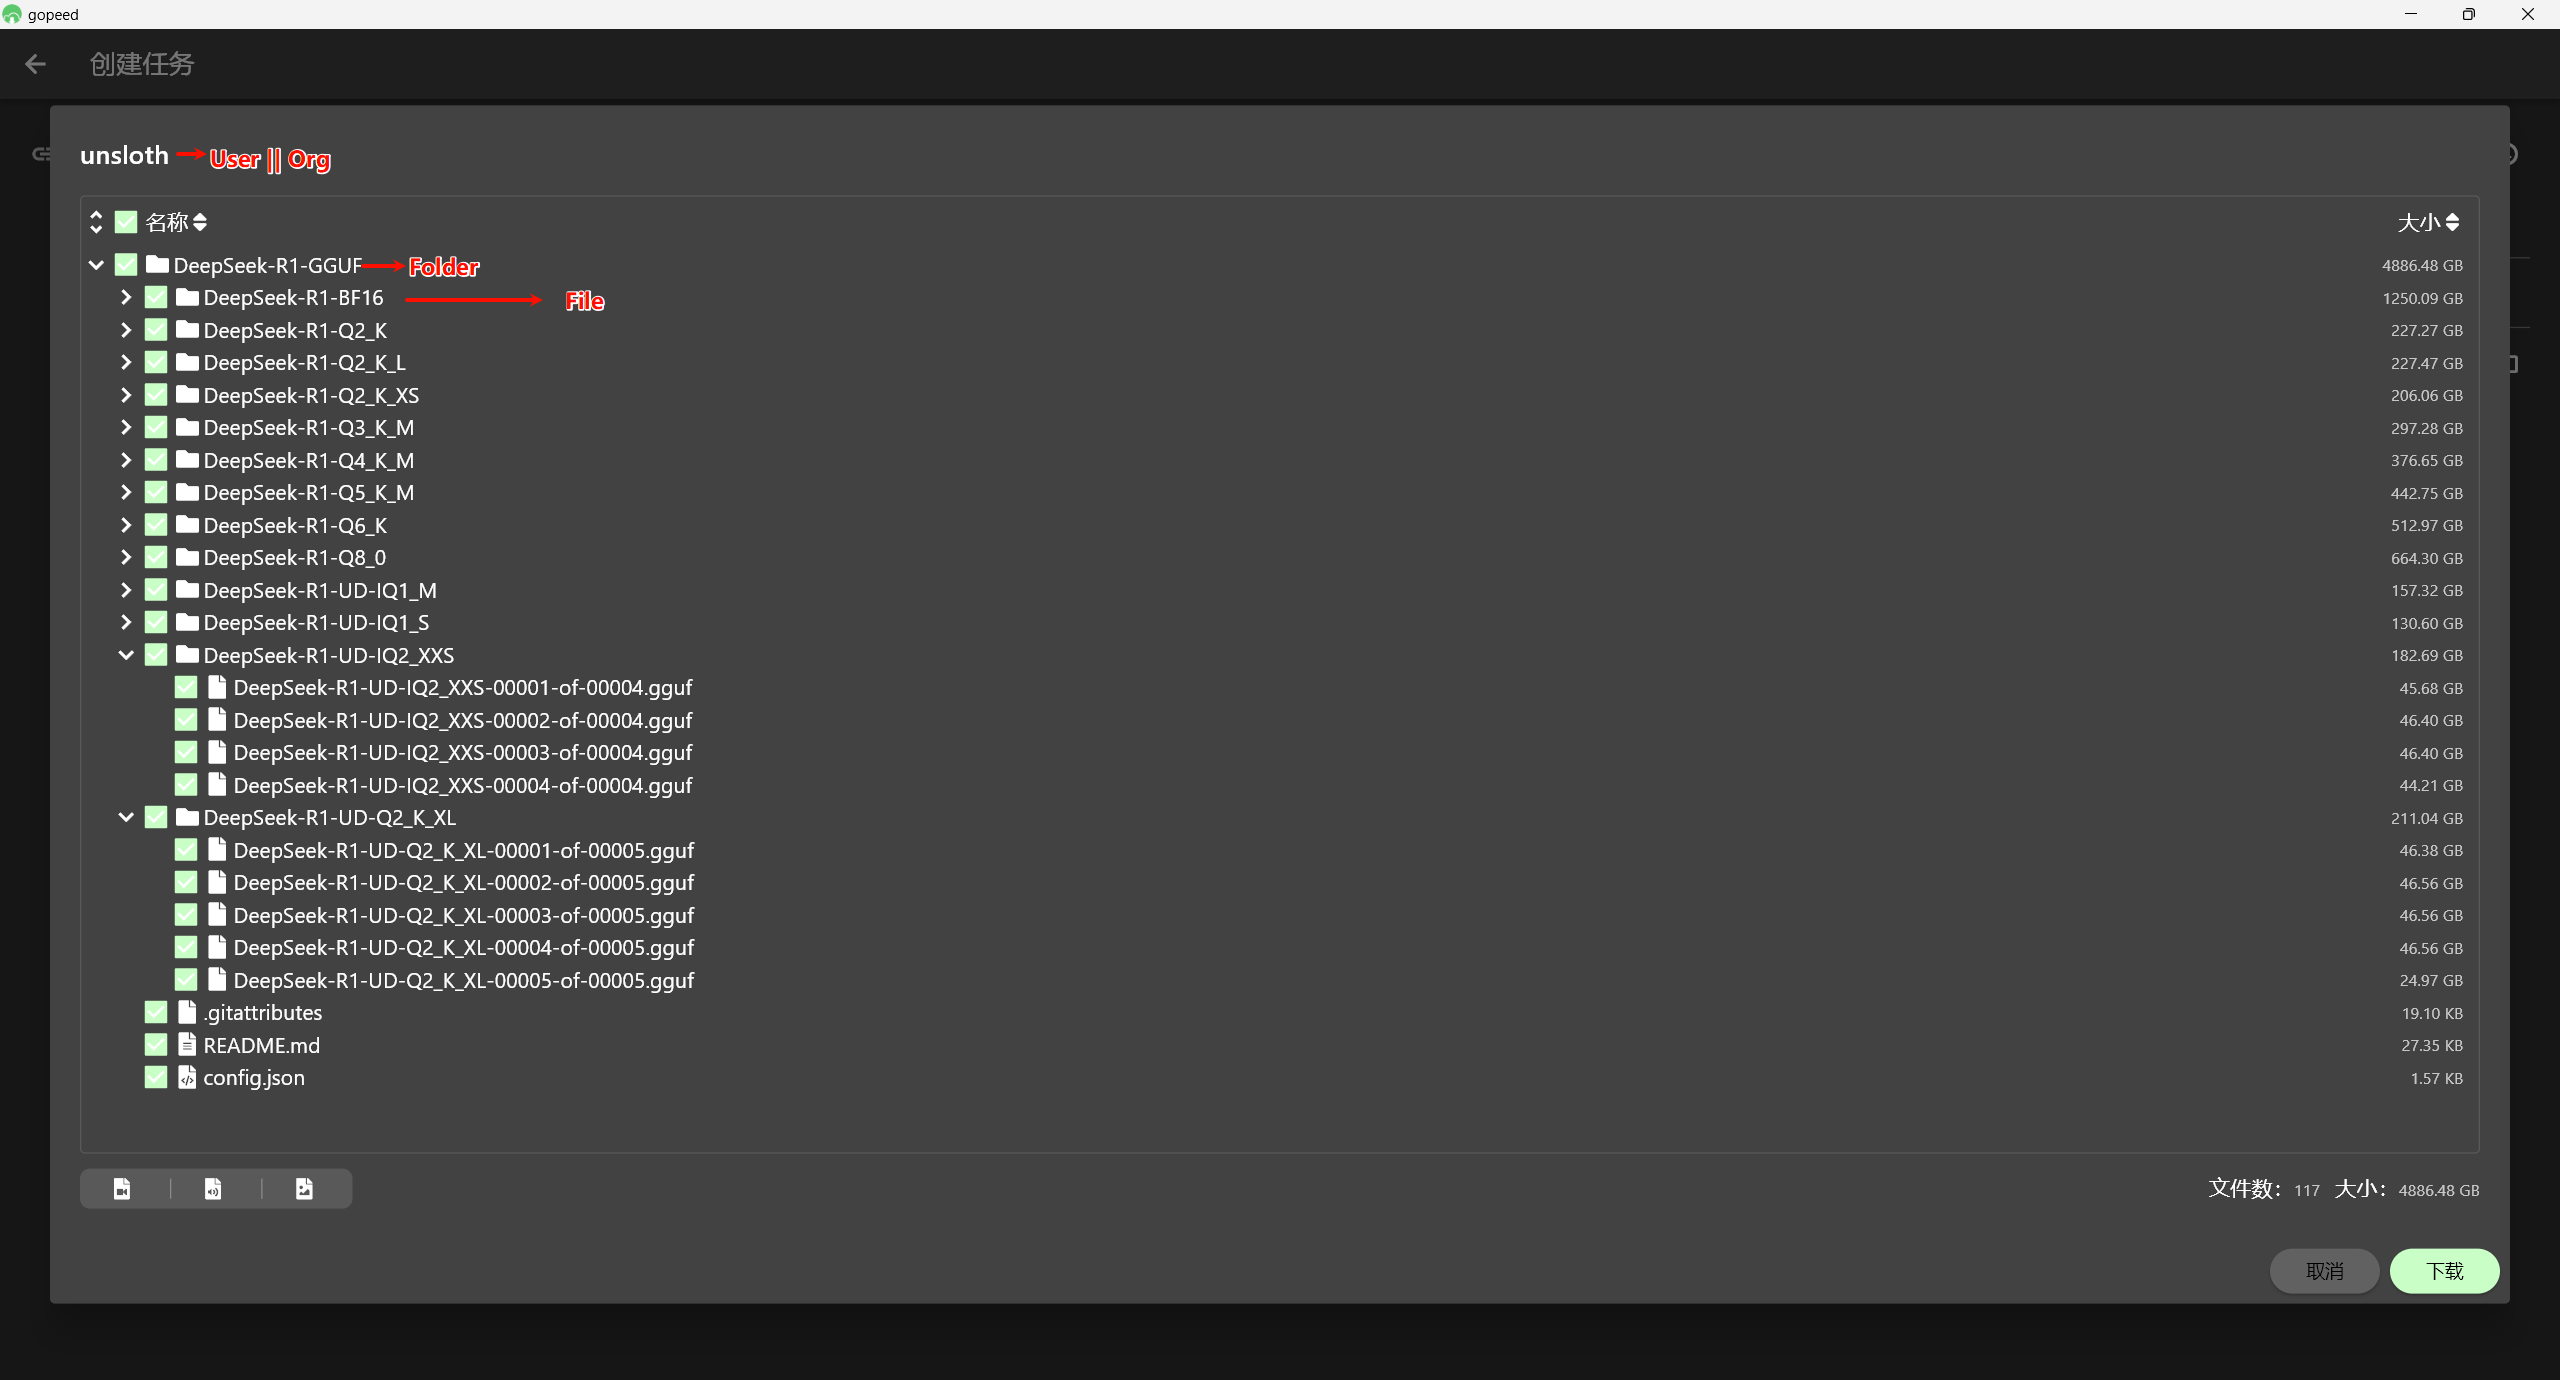 gopeed
创建任务
unsloth User || Org
名称 大小
DeepSeek-R1-GGUF Folder 4886.48 GB
DeepSeek-R1-BF16 File 1250.09 GB
DeepSeek-R1-Q2_K 227.27 GB
DeepSeek-R1-Q2_K_L 227.47 GB
DeepSeek-R1-Q2_K_XS 206.06 GB
DeepSeek-R1-Q3_K_M 297.28 GB
DeepSeek-R1-Q4_K_M 376.65 GB
DeepSeek-R1-Q5_K_M 442.75 GB
DeepSeek-R1-Q6_K 512.97 GB
DeepSeek-R1-Q8_0 664.30 GB
DeepSeek-R1-UD-IQ1_M 157.32 GB
DeepSeek-R1-UD-IQ1_S 130.60 GB
DeepSeek-R1-UD-IQ2_XXS 182.69 GB
DeepSeek-R1-UD-IQ2_XXS-00001-of-00004.gguf 45.68 GB
DeepSeek-R1-UD-IQ2_XXS-00002-of-00004.gguf 46.40 GB
DeepSeek-R1-UD-IQ2_XXS-00003-of-00004.gguf 46.40 GB
DeepSeek-R1-UD-IQ2_XXS-00004-of-00004.gguf 44.21 GB
DeepSeek-R1-UD-Q2_K_XL 211.04 GB
DeepSeek-R1-UD-Q2_K_XL-00001-of-00005.gguf 46.38 GB
DeepSeek-R1-UD-Q2_K_XL-00002-of-00005.gguf 46.56 GB
DeepSeek-R1-UD-Q2_K_XL-00003-of-00005.gguf 46.56 GB
DeepSeek-R1-UD-Q2_K_XL-00004-of-00005.gguf 46.56 GB
DeepSeek-R1-UD-Q2_K_XL-00005-of-00005.gguf 24.97 GB
.gitattributes 19.10 KB
README.md 27.35 KB
config.json 1.57 KB
文件数： 117 大小： 4886.48 GB
取消 下载